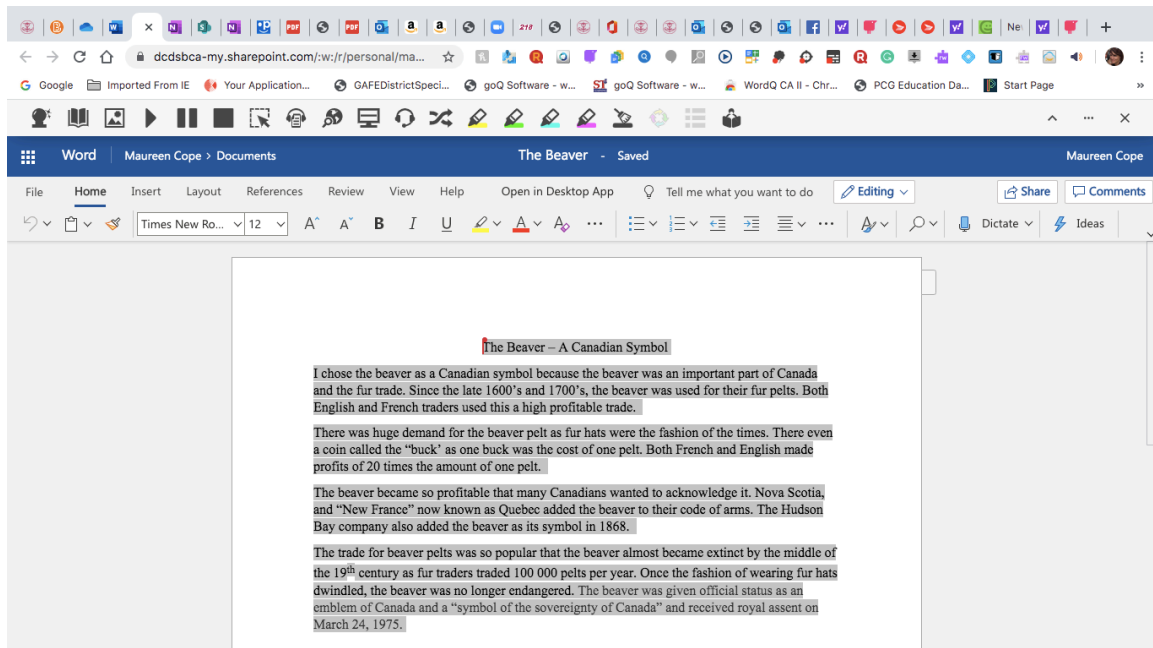 218 Ne
dcdsbca-my.sharepoint.com/:w:/r/personal/ma...
Google Imported From IE Your Application... GAFEDistrictSpeci... goQ Software - w... goQ Software - w... WordQ CA II - Chr... PCG Education Da... Start Page »
Word Maureen Cope > Documents The Beaver - Saved Maureen Cope
File Home Insert Layout References Review View Help Open in Desktop App Tell me what you want to do Editing Share Comments
Times New Ro... 12 A A B I U A A ... Dictate Ideas
The Beaver – A Canadian Symbol
I chose the beaver as a Canadian symbol because the beaver was an important part of Canada
and the fur trade. Since the late 1600’s and 1700’s, the beaver was used for their fur pelts. Both
English and French traders used this a high profitable trade.
There was huge demand for the beaver pelt as fur hats were the fashion of the times. There even
a coin called the “buck’ as one buck was the cost of one pelt. Both French and English made
profits of 20 times the amount of one pelt.
The beaver became so profitable that many Canadians wanted to acknowledge it. Nova Scotia,
and “New France” now known as Quebec added the beaver to their code of arms. The Hudson
Bay company also added the beaver as its symbol in 1868.
The trade for beaver pelts was so popular that the beaver almost became extinct by the middle of
the 19th century as fur traders traded 100 000 pelts per year. Once the fashion of wearing fur hats
dwindled, the beaver was no longer endangered. The beaver was given official status as an
emblem of Canada and a “symbol of the sovereignty of Canada” and received royal assent on
March 24, 1975.